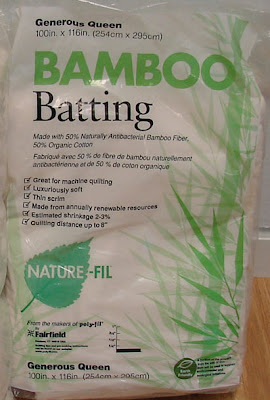 Generous Queen
100in. x 116in. (254cm x 295cm)
BAMBOO
Batting
Made with 50% Naturally Antibacterial Bamboo Fiber,
50% Organic Cotton
Fabriqué avec 50 % de fibre de bambou naturellement
antibactérienne et de 50 % de coton organique
Great for machine quilting
Luxuriously soft
Thin scrim
Made from annually renewable resources
Estimated shrinkage 2-3%
Quilting distance up to 8"
NATURE-FIL
From the makers of poly-fil
by Fairfield
Generous Queen
100in. x 116in. (254cm x 295cm)